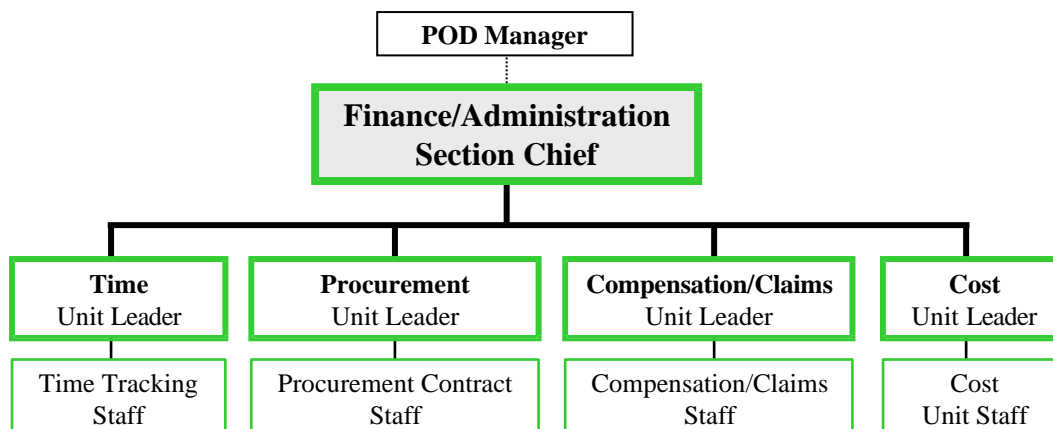 POD Manager
Finance/Administration
Section Chief
Time
Unit Leader
Procurement
Unit Leader
Compensation/Claims
Unit Leader
Cost
Unit Leader
Time Tracking
Staff
Procurement Contract
Staff
Compensation/Claims
Staff
Cost
Unit Staff